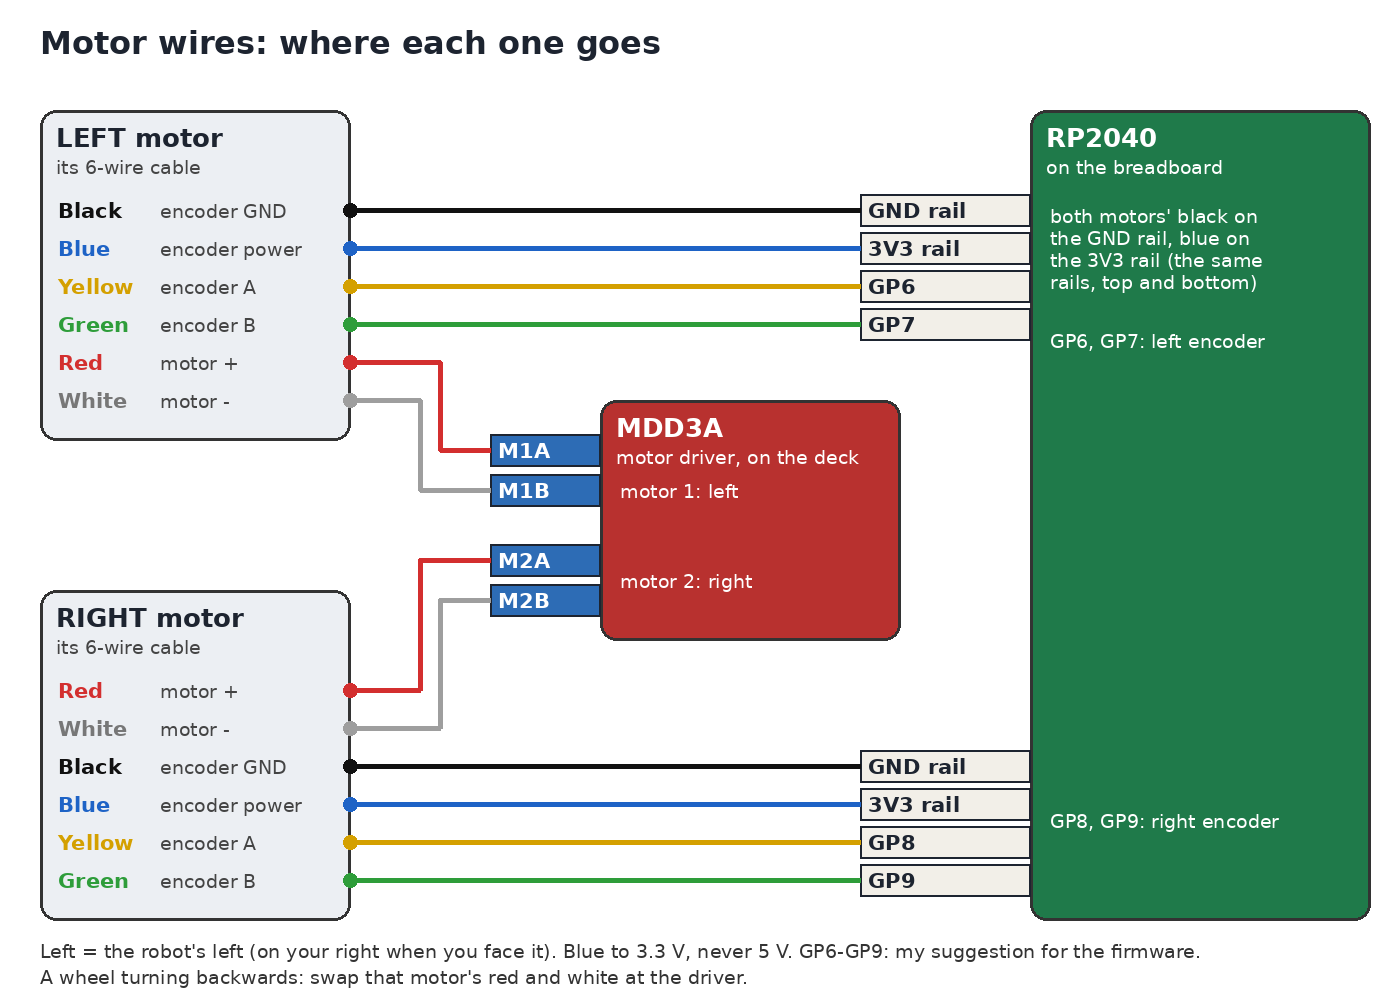 Motor wires: where each one goes
LEFT motor
its 6-wire cable
Black encoder GND
Blue encoder power
Yellow encoder A
Green encoder B
Red motor +
White motor -
GND rail
3V3 rail
GP6
GP7
RP2040
on the breadboard
both motors' black on
the GND rail, blue on
the 3V3 rail (the same
rails, top and bottom)
GP6, GP7: left encoder
M1A
M1B
M2A
M2B
MDD3A
motor driver, on the deck
motor 1: left
motor 2: right
RIGHT motor
its 6-wire cable
Red motor +
White motor -
Black encoder GND
Blue encoder power
Yellow encoder A
Green encoder B
GND rail
3V3 rail
GP8
GP9
GP8, GP9: right encoder
Left = the robot's left (on your right when you face it). Blue to 3.3 V, never 5 V. GP6-GP9: my suggestion for the firmware.
A wheel turning backwards: swap that motor's red and white at the driver.